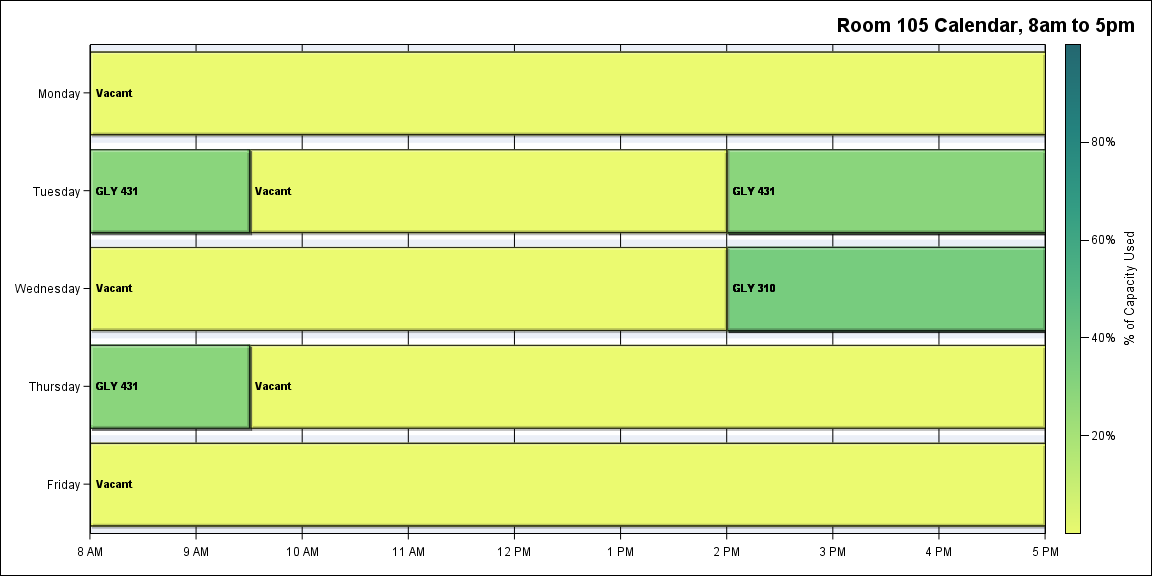 Room 105 Calendar, 8am to 5pm
Monday
Vacant
80%
Tuesday
GLY 431
Vacant
GLY 431
60%
% of Capacity Used
Wednesday
Vacant
GLY 310
40%
Thursday
GLY 431
Vacant
20%
Friday
Vacant
8 AM
9 AM
10 AM
11 AM
12 PM
1 PM
2 PM
3 PM
4 PM
5 PM